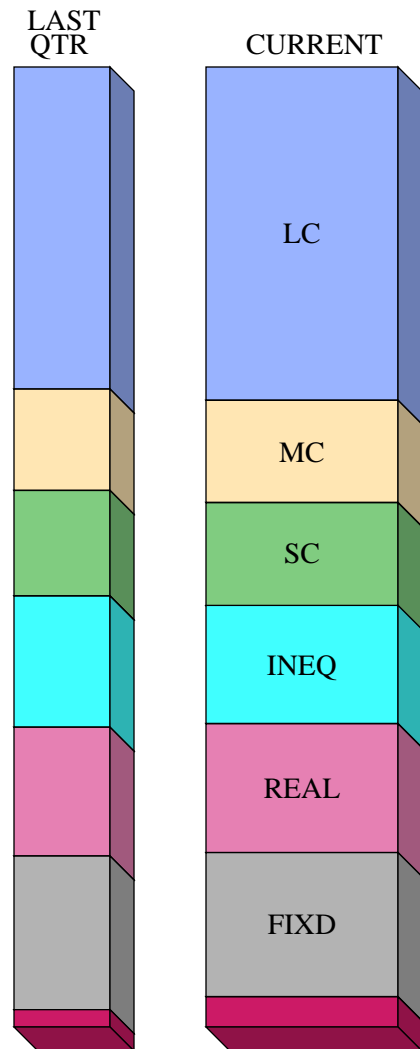 LAST
QTR
CURRENT
LC
MC
SC
INEQ
REAL
FIXD